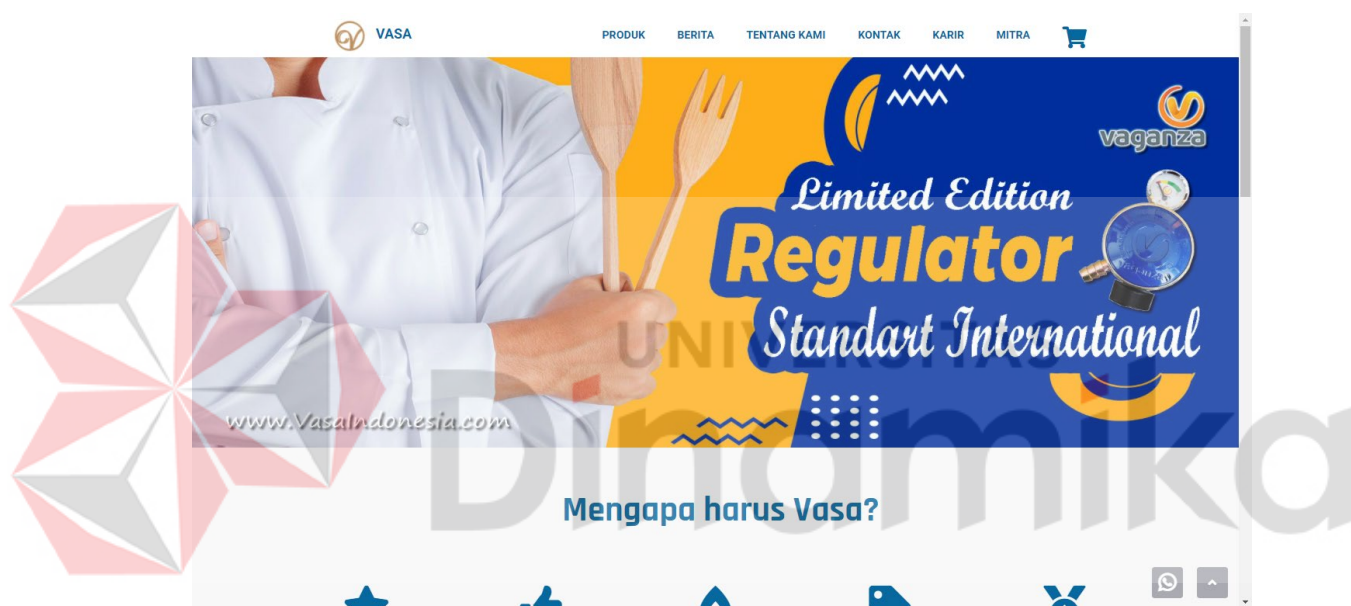 VASA
PRODUK BERITA TENTANG KAMI KONTAK KARIR MITRA
vaganza
Limited Edition
Regulator
Standart International
UNIVERSITAS
Dinamika
www.VasaIndonesia.com
Mengapa harus Vasa?